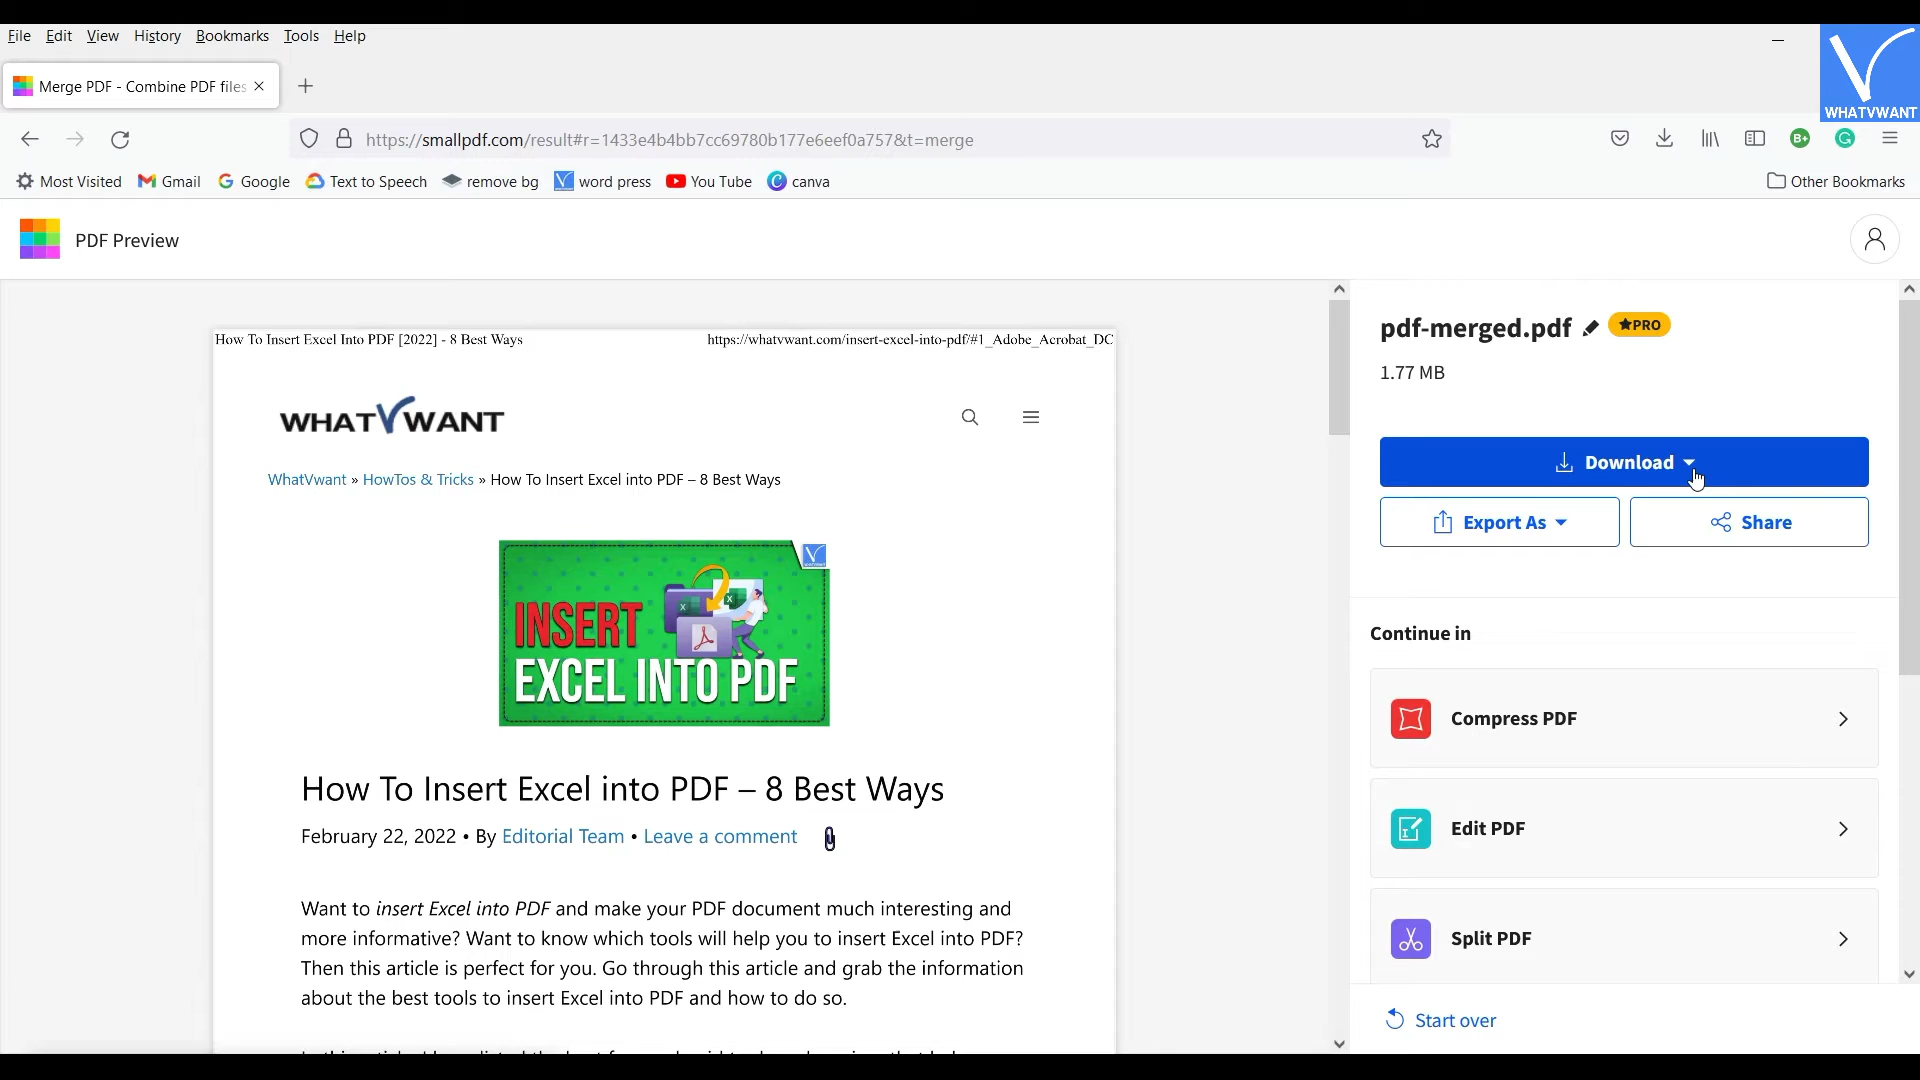 File Edit View History Bookmarks Tools Help
WHATVWANT
Merge PDF - Combine PDF files
https://smallpdf.com/result#r=1433e4b4bb7cc69780b177e6eef0a757&t=merge
B+
Most Visited Gmail Google Text to Speech remove bg word press You Tube canva Other Bookmarks
PDF Preview
How To Insert Excel Into PDF [2022] - 8 Best Ways https://whatvwant.com/insert-excel-into-pdf/#1_Adobe_Acrobat_DC
WHATVWANT
WhatVwant » HowTos & Tricks » How To Insert Excel into PDF – 8 Best Ways
INSERT
EXCEL INTO PDF
How To Insert Excel into PDF – 8 Best Ways
February 22, 2022 • By Editorial Team • Leave a comment
Want to insert Excel into PDF and make your PDF document much interesting and
more informative? Want to know which tools will help you to insert Excel into PDF?
Then this article is perfect for you. Go through this article and grab the information
about the best tools to insert Excel into PDF and how to do so.
pdf-merged.pdf PRO
1.77 MB
Download
Export As Share
Continue in
Compress PDF
Edit PDF
Split PDF
Start over